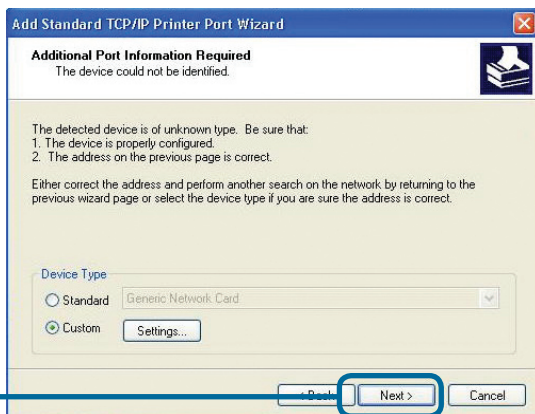 Add Standard TCP/IP Printer Port Wizard
Additional Port Information Required
The device could not be identified.
The detected device is of unknown type. Be sure that:
1. The device is properly configured.
2. The address on the previous page is correct.
Either correct the address and perform another search on the network by returning to the
previous wizard page or select the device type if you are sure the address is correct.
Device Type
Standard Generic Network Card
Custom Settings...
< Back Next > Cancel